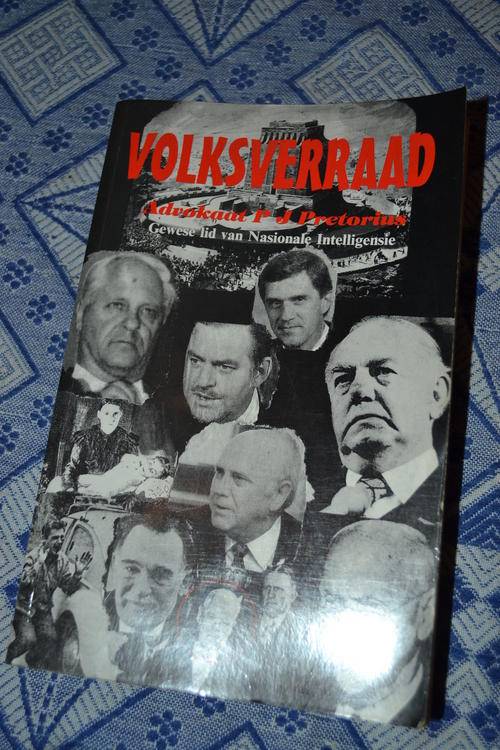 VOLKSVERRAAD
Advokaat P J Pretorius
Gewese lid van Nasionale Intelligensie